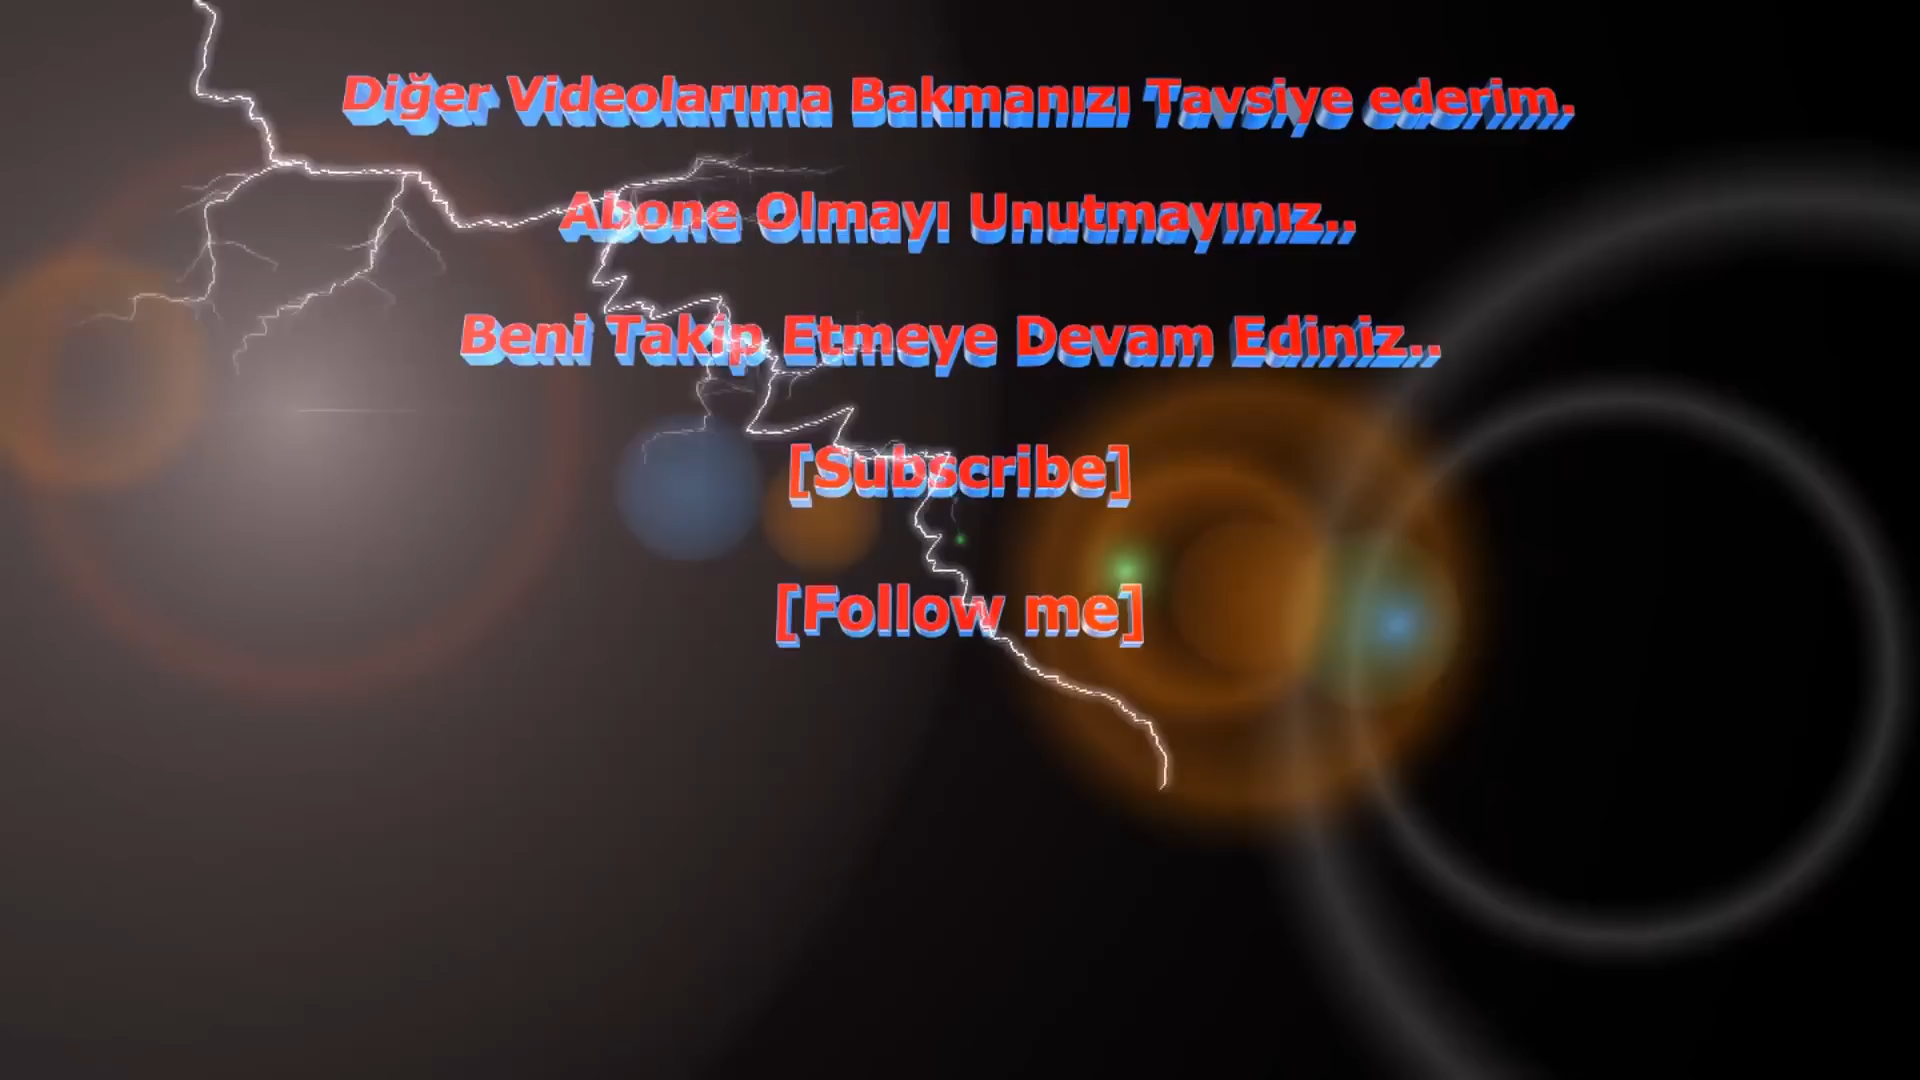 Diğer Videolarıma Bakmanızı Tavsiye ederim.
Abone Olmayı Unutmayınız..
Beni Takip Etmeye Devam Ediniz..
[Subscribe]
[Follow me]